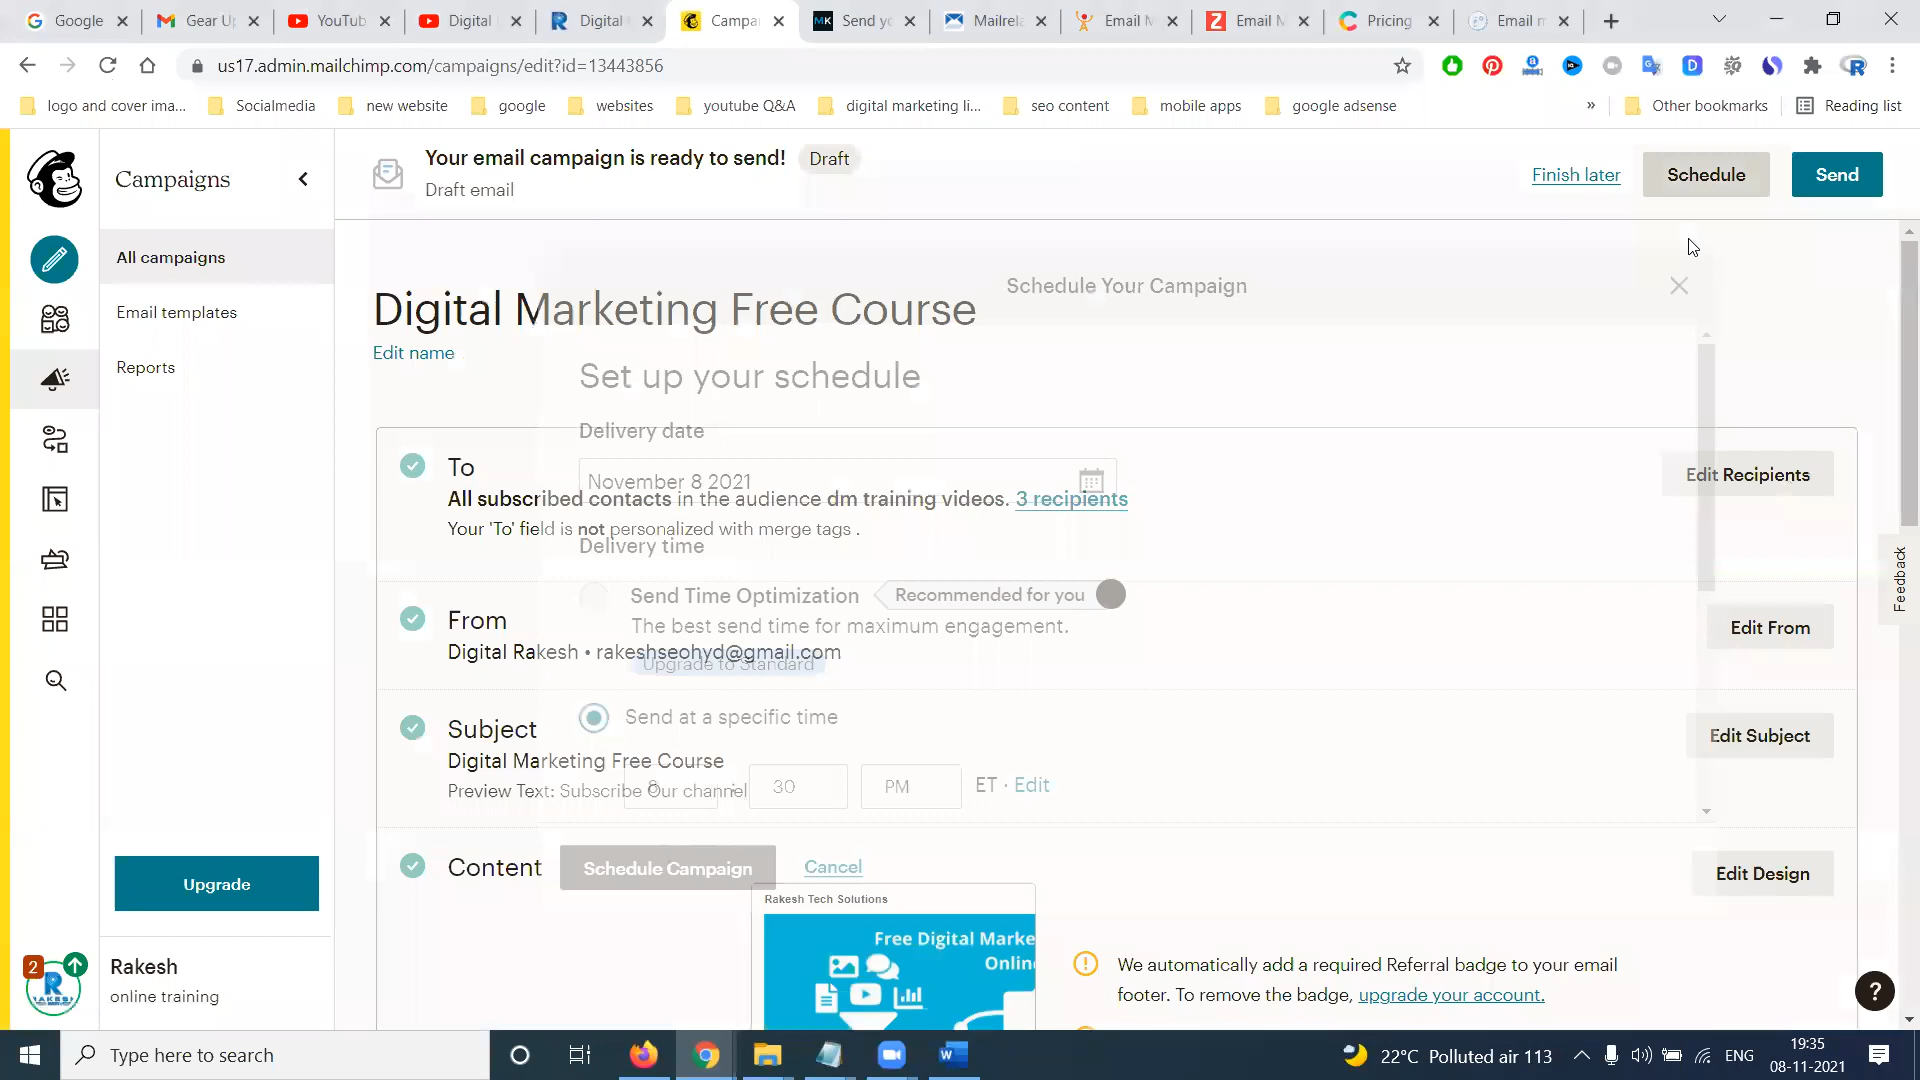 Google
Gear U
YouTub
Digital
Digital
Campa
Send yo
Mailrela
Email M
Email M
Pricing
Email m
us17.admin.mailchimp.com/campaigns/edit?id=13443856
logo and cover ima...
Socialmedia
new website
google
websites
youtube Q&A
digital marketing li...
seo content
mobile apps
google adsense
»
Other bookmarks
Reading list
Campaigns
Your email campaign is ready to send!
Draft
Draft email
Finish later
Schedule
Send
All campaigns
Email templates
Reports
Schedule Your Campaign
Digital Marketing Free Course
Edit name
Set up your schedule
Delivery date
November 8 2021
To
All subscribed contacts in the audience dm training videos. 3 recipients
Your 'To' field is not personalized with merge tags .
Edit Recipients
Delivery time
Send Time Optimization
Recommended for you
The best send time for maximum engagement.
Upgrade to Standard
From
Digital Rakesh • rakeshseohyd@gmail.com
Edit From
Feedback
Send at a specific time
Subject
Digital Marketing Free Course
Preview Text: Subscribe Our channel
Edit Subject
8 : 30 PM ET · Edit
Content
Schedule Campaign
Cancel
Edit Design
Rakesh Tech Solutions
Free Digital Marke
Onlin
We automatically add a required Referral badge to your email
footer. To remove the badge, upgrade your account.
Upgrade
2
R
RAKESH
Rakesh
online training
?
Type here to search
22°C Polluted air 113
ENG
19:35
08-11-2021